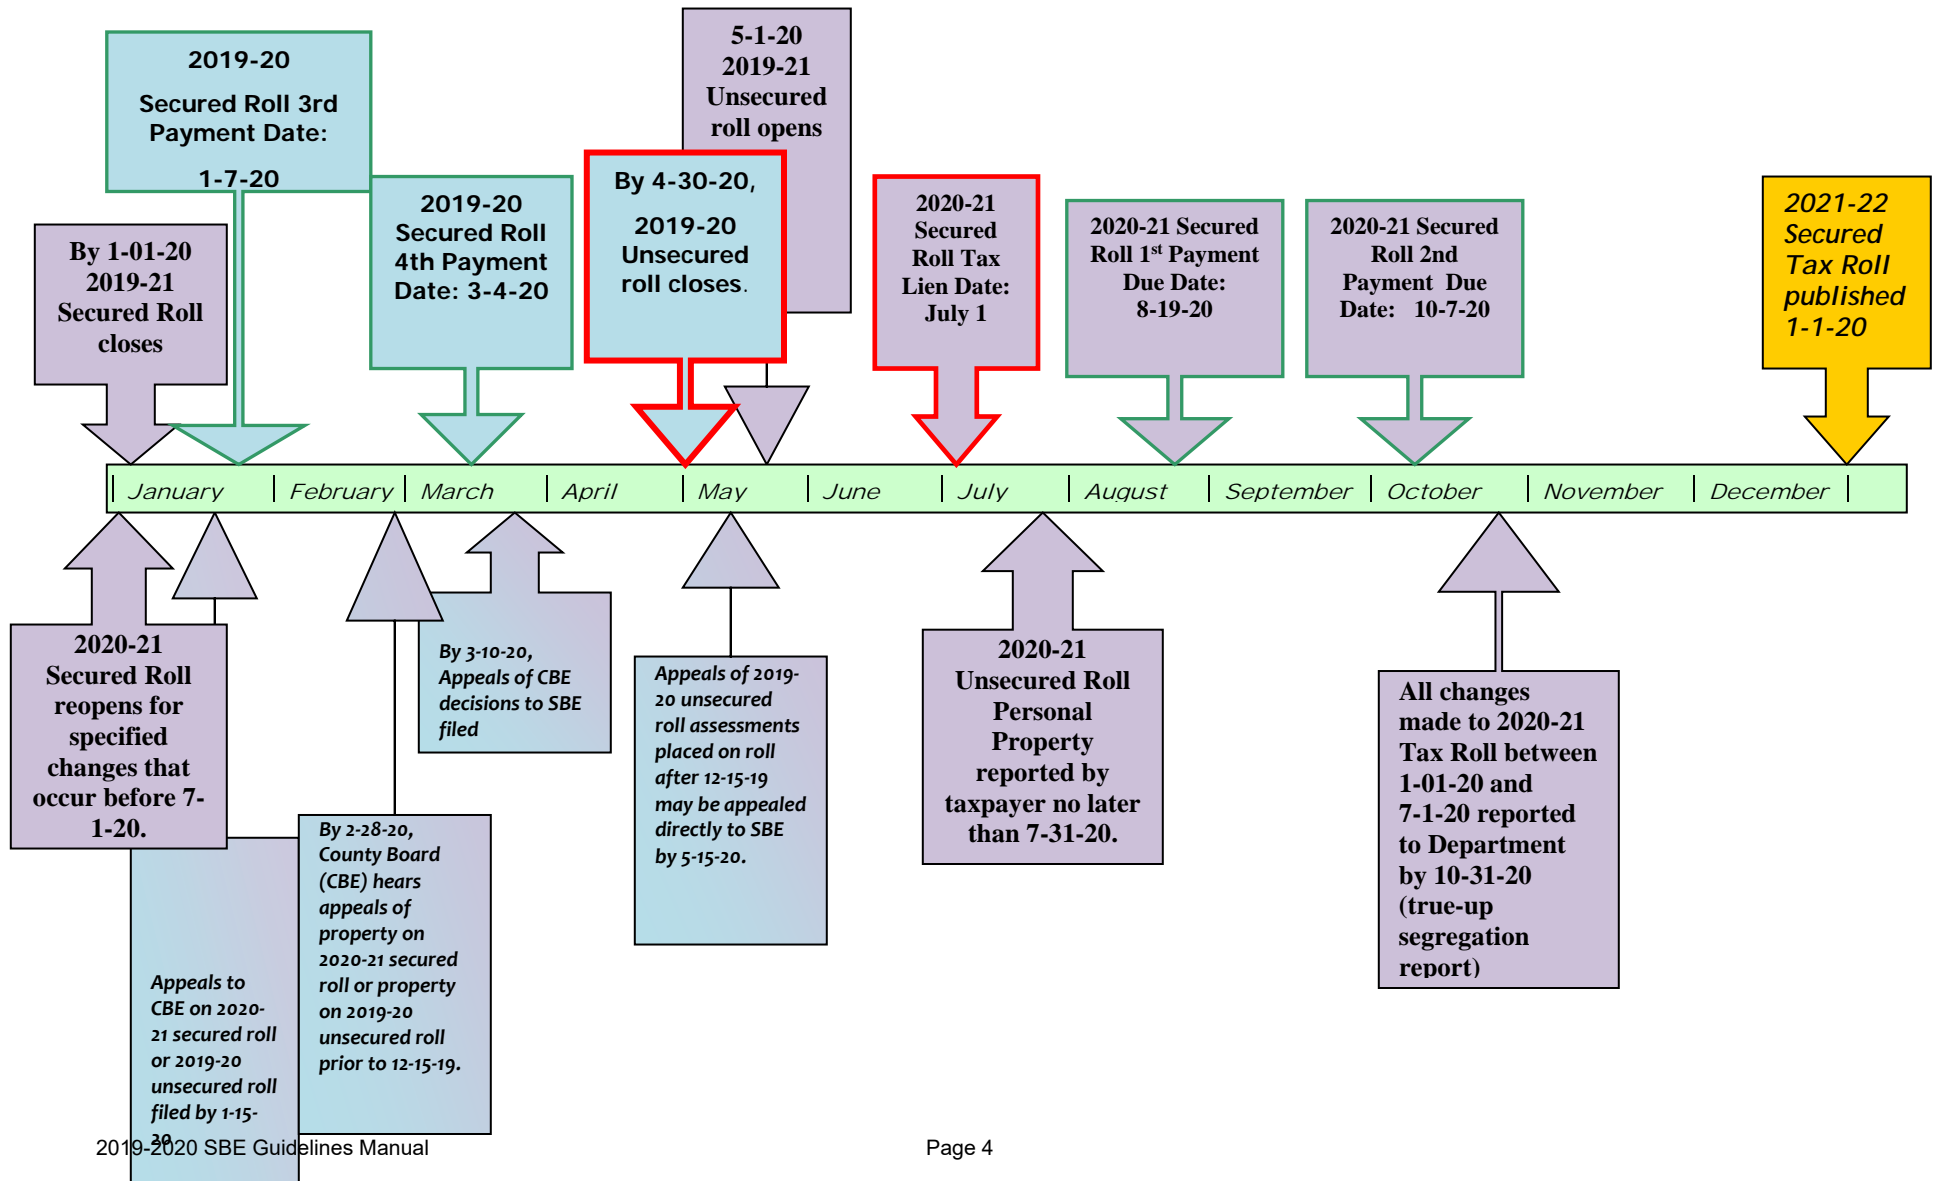 5-1-20
2019-21
Unsecured
roll opens
2019-20
Secured Roll 3rd
Payment Date:
1-7-20
By 1-01-20
2019-21
Secured Roll
closes
2019-20
Secured Roll
4th Payment
Date: 3-4-20
By 4-30-20,
2019-20
Unsecured
roll closes.
2020-21
Secured
Roll Tax
Lien Date:
July 1
2020-21 Secured
Roll 1st Payment
Due Date:
8-19-20
2020-21 Secured
Roll 2nd
Payment Due
Date: 10-7-20
2021-22
Secured
Tax Roll
published
1-1-20
January February March April May June July August September October November December
2020-21
Secured Roll
reopens for
specified
changes that
occur before 7-
1-20.
Appeals to
CBE on 2020-
21 secured roll
or 2019-20
unsecured roll
filed by 1-15-
20
By 2-28-20,
County Board
(CBE) hears
appeals of
property on
2020-21 secured
roll or property
on 2019-20
unsecured roll
prior to 12-15-19.
By 3-10-20,
Appeals of CBE
decisions to SBE
filed
Appeals of 2019-
20 unsecured
roll assessments
placed on roll
after 12-15-19
may be appealed
directly to SBE
by 5-15-20.
2020-21
Unsecured Roll
Personal
Property
reported by
taxpayer no later
than 7-31-20.
All changes
made to 2020-21
Tax Roll between
1-01-20 and
7-1-20 reported
to Department
by 10-31-20
(true-up
segregation
report)
2019-2020 SBE Guidelines Manual
Page 4